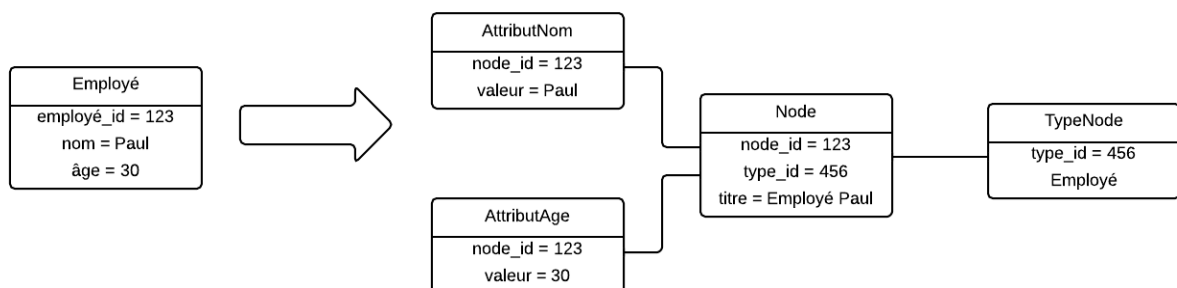 Employé
employé_id = 123
nom = Paul
âge = 30
AttributNom
node_id = 123
valeur = Paul
AttributAge
node_id = 123
valeur = 30
Node
node_id = 123
type_id = 456
titre = Employé Paul
TypeNode
type_id = 456
Employé